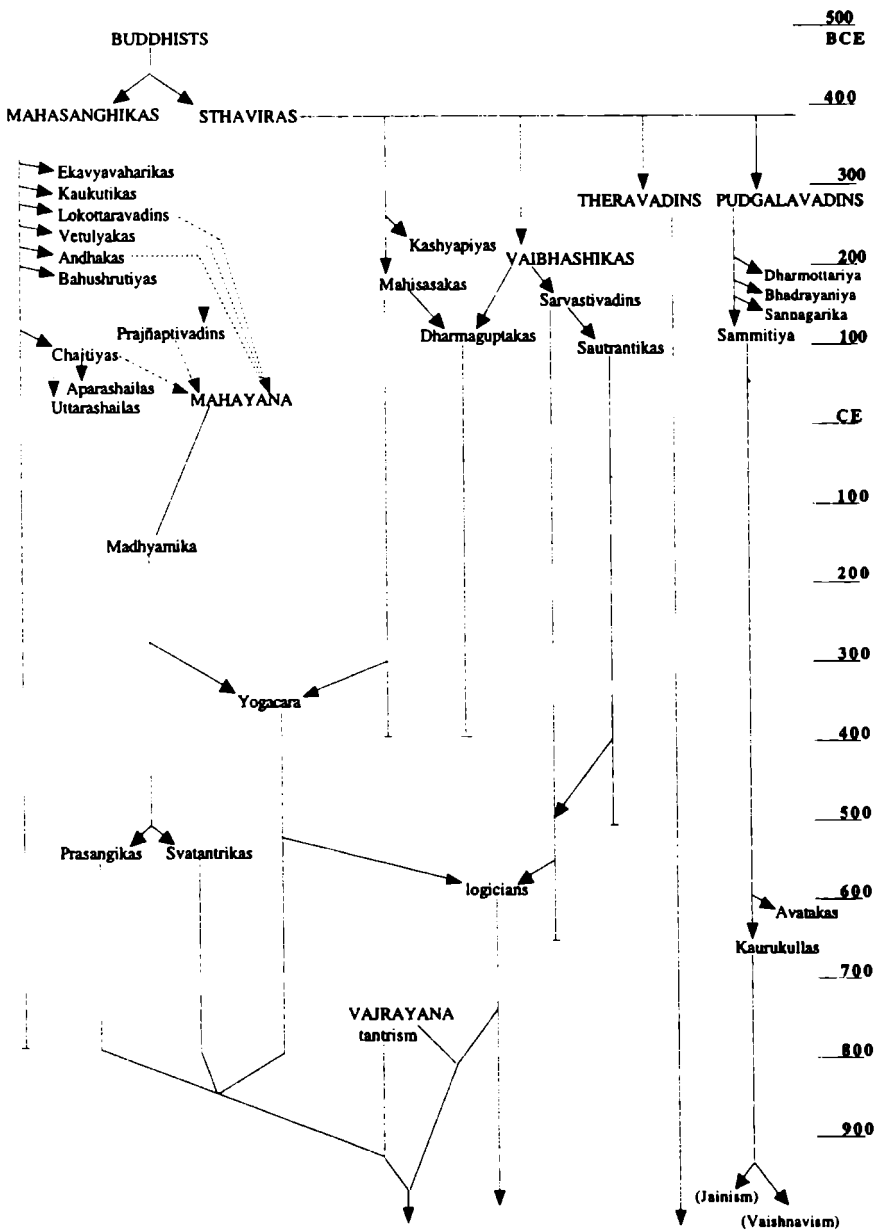 500
BCE
BUDDHISTS
400
MAHASANGHIKAS STHAVIRAS
Ekavyavaharikas
Kaukutikas
Lokottaravadins
Vetulyakas
Andhakas
Bahushrutiyas
Prajñaptivadins
Chaitiyas
Aparashailas
Uttarashailas
MAHAYANA
Kashyapiyas
Mahisasakas
VAIBHASHIKAS
Sarvastivadins
Dharmaguptakas
Sautrantikas
300
THERAVADINS PUDGALAVADINS
200
Dharmottariya
Bhadrayaniya
Sannagarika
Sammitiya
100
CE
100
Madhyamika
200
300
Yogacara
400
500
Prasangikas Svatantrikas
logicians
600
Avatakas
Kaurukullas
700
VAJRAYANA
tantrism
800
900
(Jainism)
(Vaishnavism)